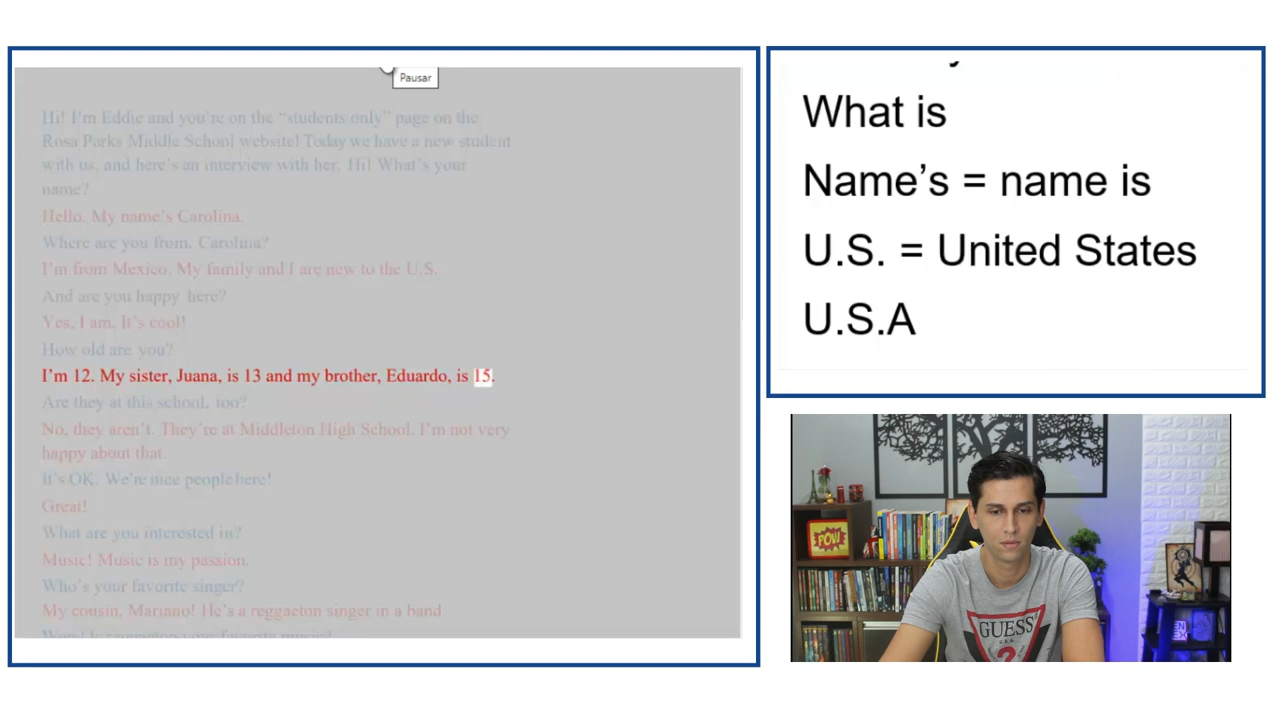 Pausar
Hi! I'm Eddie and you're on the "students only" page on the
Rosa Parks Middle School website! Today we have a new student
with us, and here's an interview with her. Hi! What's your
name?
Hello. My name's Carolina.
Where are you from, Carolina?
I'm from Mexico. My family and I are new to the U.S.
And are you happy here?
Yes, I am. It's cool!
How old are you?
I'm 12. My sister, Juana, is 13 and my brother, Eduardo, is 15.
Are they at this school, too?
No, they aren't. They're at Middleton High School. I'm not very
happy about that.
It's OK. We're nice people here!
Great!
What are you interested in?
Music! Music is my passion.
Who's your favorite singer?
My cousin, Mariano! He's a reggaeton singer in a band
What is
Name's = name is
U.S. = United States
U.S.A
POW
GUESS
U.S.A.
?